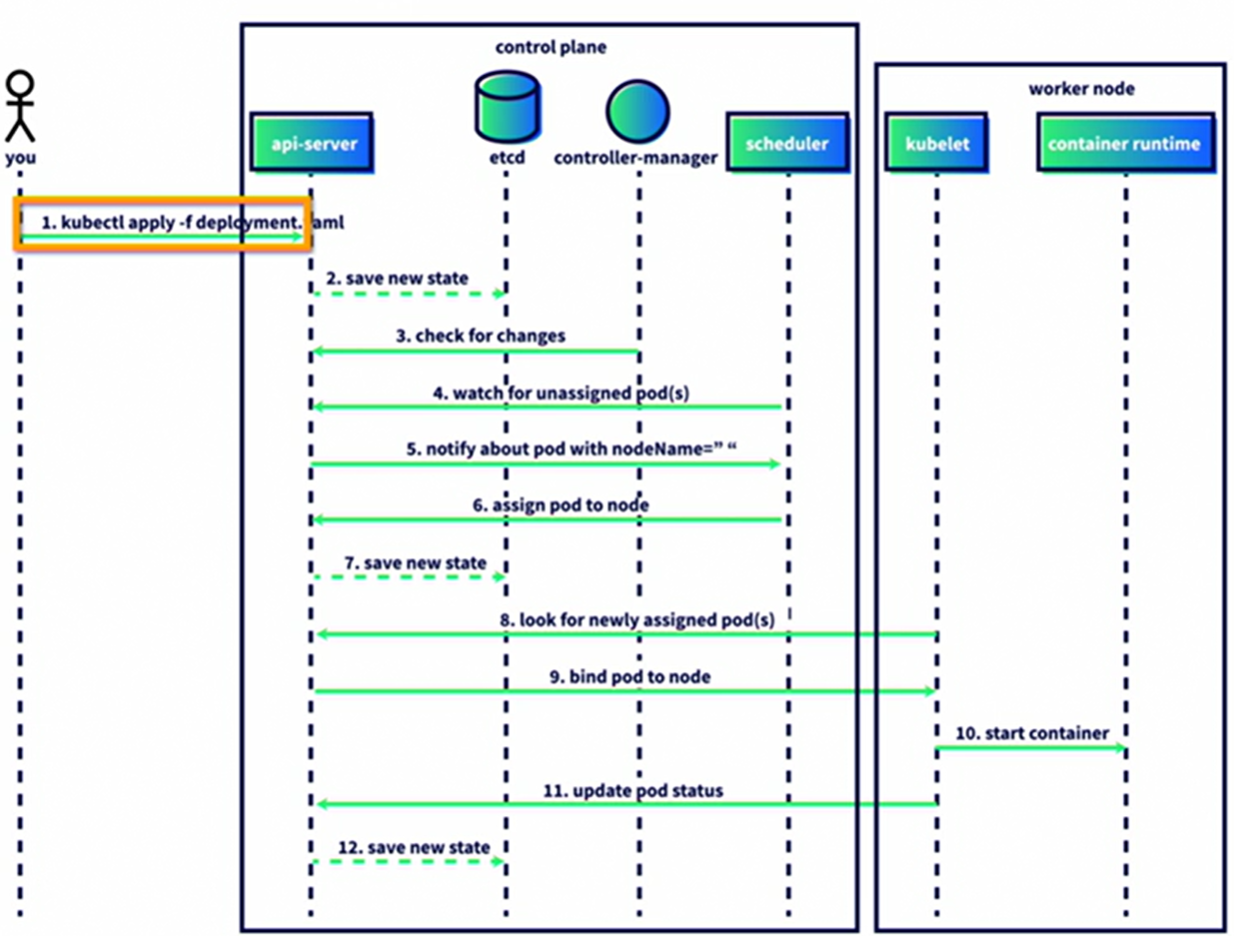 control plane
worker node
you
api-server
etcd
controller-manager
scheduler
kubelet
container runtime
1. kubectl apply -f deployment.yaml
2. save new state
3. check for changes
4. watch for unassigned pod(s)
5. notify about pod with nodeName=” “
6. assign pod to node
7. save new state
8. look for newly assigned pod(s)
9. bind pod to node
10. start container
11. update pod status
12. save new state